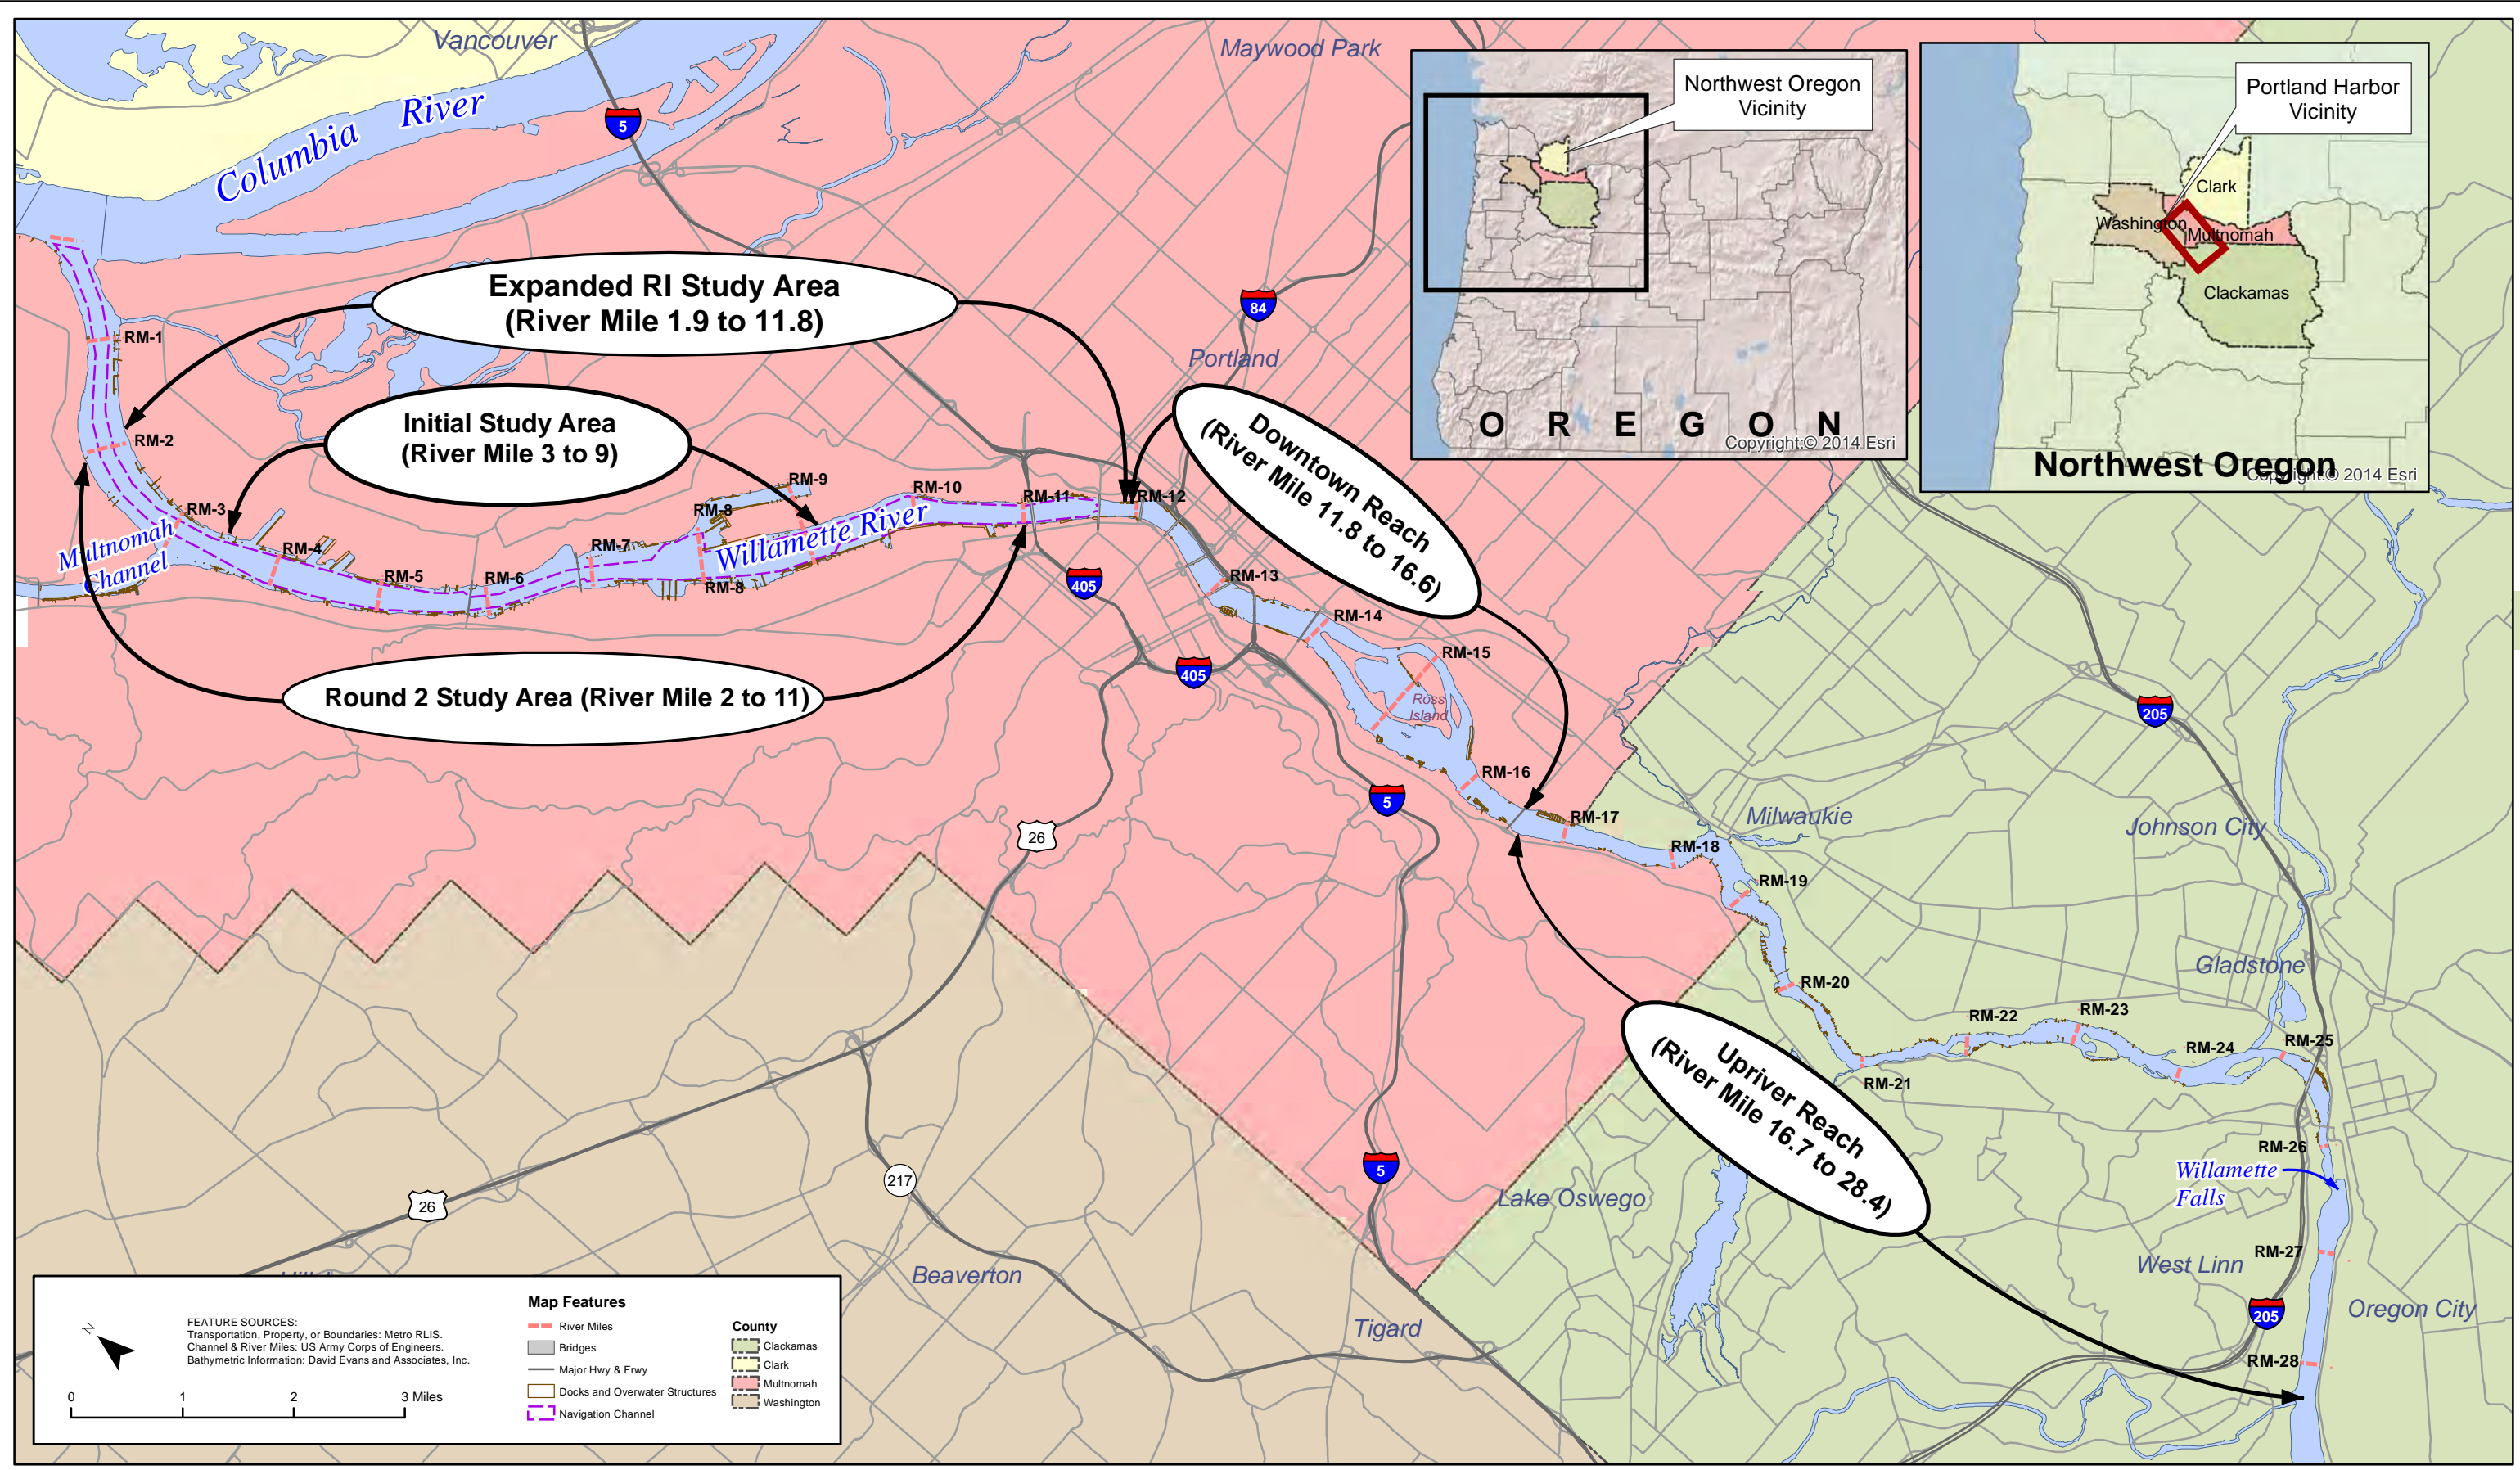 Vancouver
Maywood Park
Columbia River
5
Northwest Oregon
Vicinity
OREGON
Copyright:© 2014 Esri
Portland Harbor
Vicinity
Clark
Washington
Multnomah
Clackamas
Northwest Oregon
Copyright:© 2014 Esri
Expanded RI Study Area
(River Mile 1.9 to 11.8)
84
Portland
RM-1
Initial Study Area
(River Mile 3 to 9)
Downtown Reach
(River Mile 11.8 to 16.6)
RM-2
RM-3
RM-4
RM-5
RM-6
RM-7
RM-8
RM-8
RM-9
RM-10
RM-11
RM-12
RM-13
RM-14
RM-15
RM-16
RM-17
RM-18
RM-19
RM-20
RM-21
RM-22
RM-23
RM-24
RM-25
RM-26
RM-27
RM-28
Multnomah
Channel
Willamette River
405
405
Round 2 Study Area (River Mile 2 to 11)
Ross
Island
205
5
26
Milwaukie
Johnson City
Gladstone
Upriver Reach
(River Mile 16.7 to 28.4)
Willamette
Falls
5
217
26
Lake Oswego
West Linn
Beaverton
Oregon City
205
Tigard
N
FEATURE SOURCES:
Transportation, Property, or Boundaries: Metro RLIS.
Channel & River Miles: US Army Corps of Engineers.
Bathymetric Information: David Evans and Associates, Inc.
0 1 2 3 Miles
Map Features
River Miles
Bridges
Major Hwy & Frwy
Docks and Overwater Structures
Navigation Channel
County
Clackamas
Clark
Multnomah
Washington